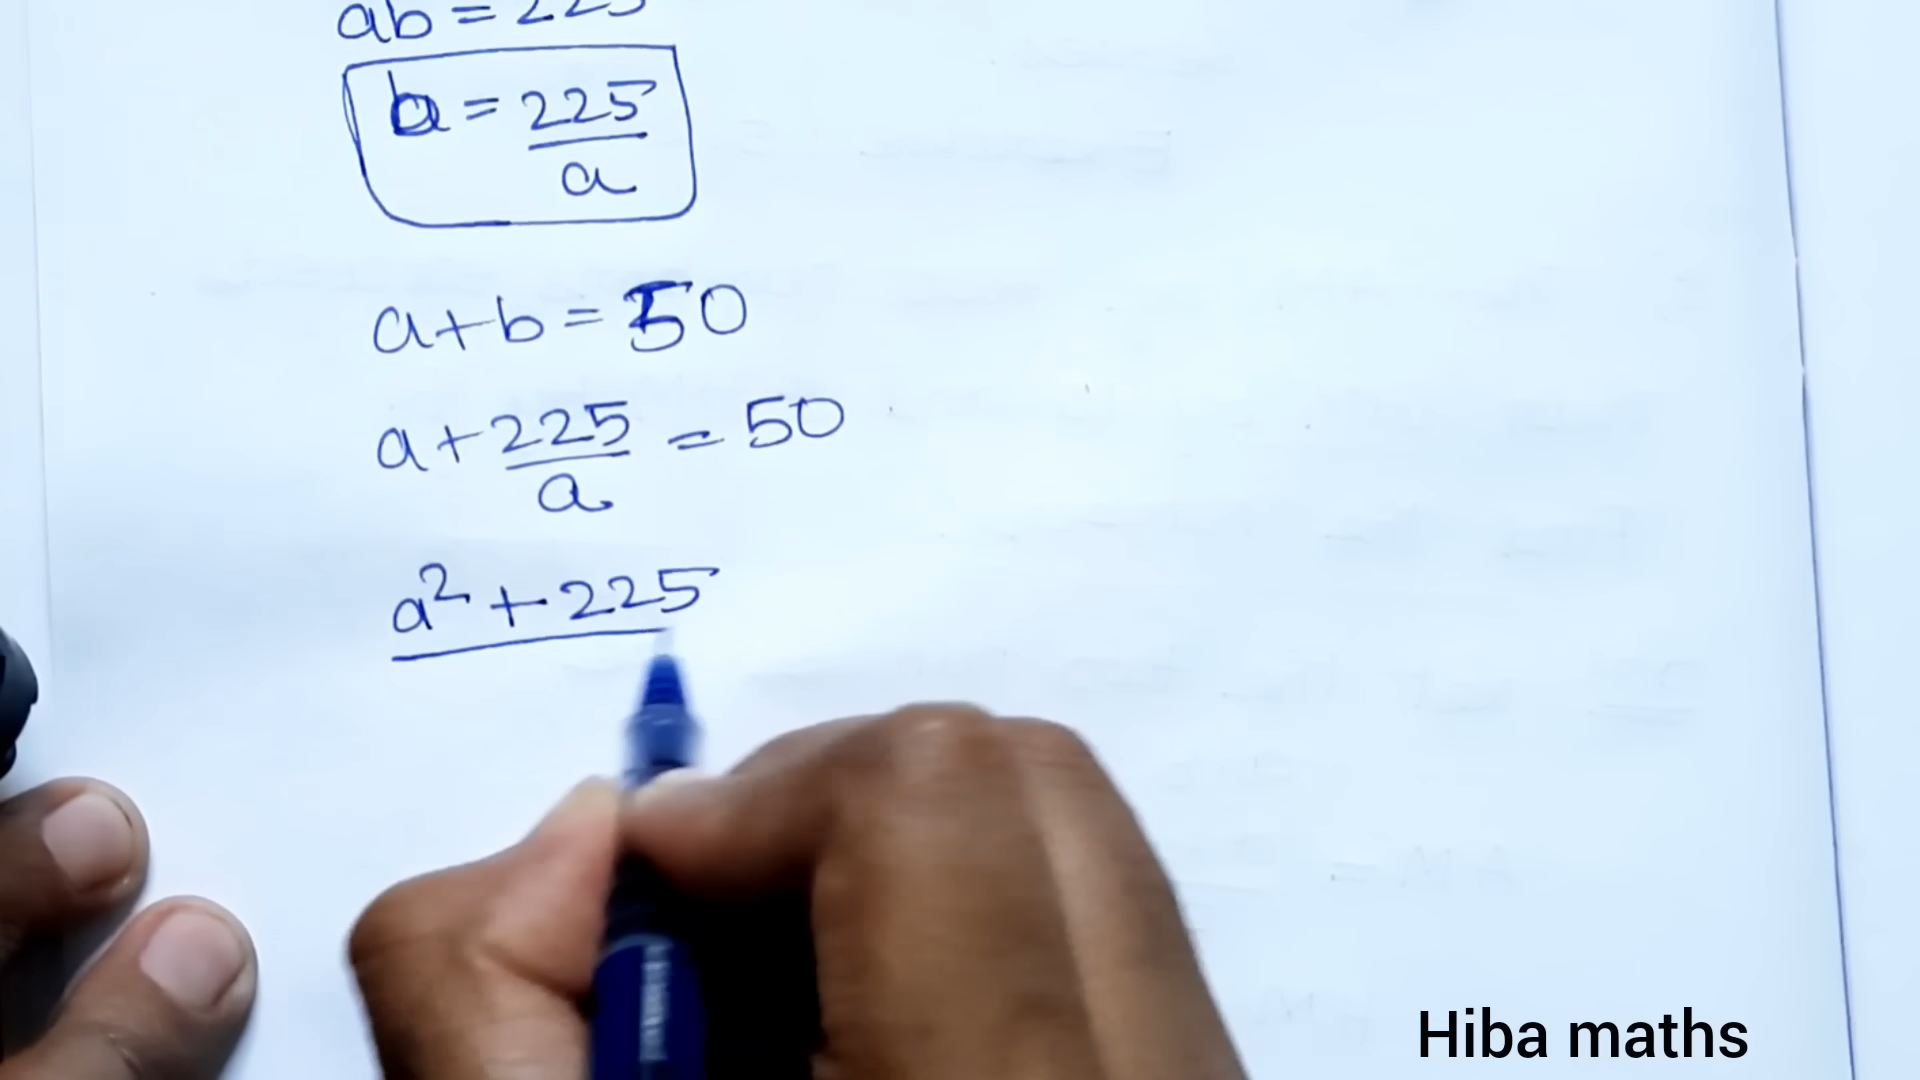 ab = 225
b = 225/a
a+b = 50
a + 225/a = 50
a² + 225
Hiba maths